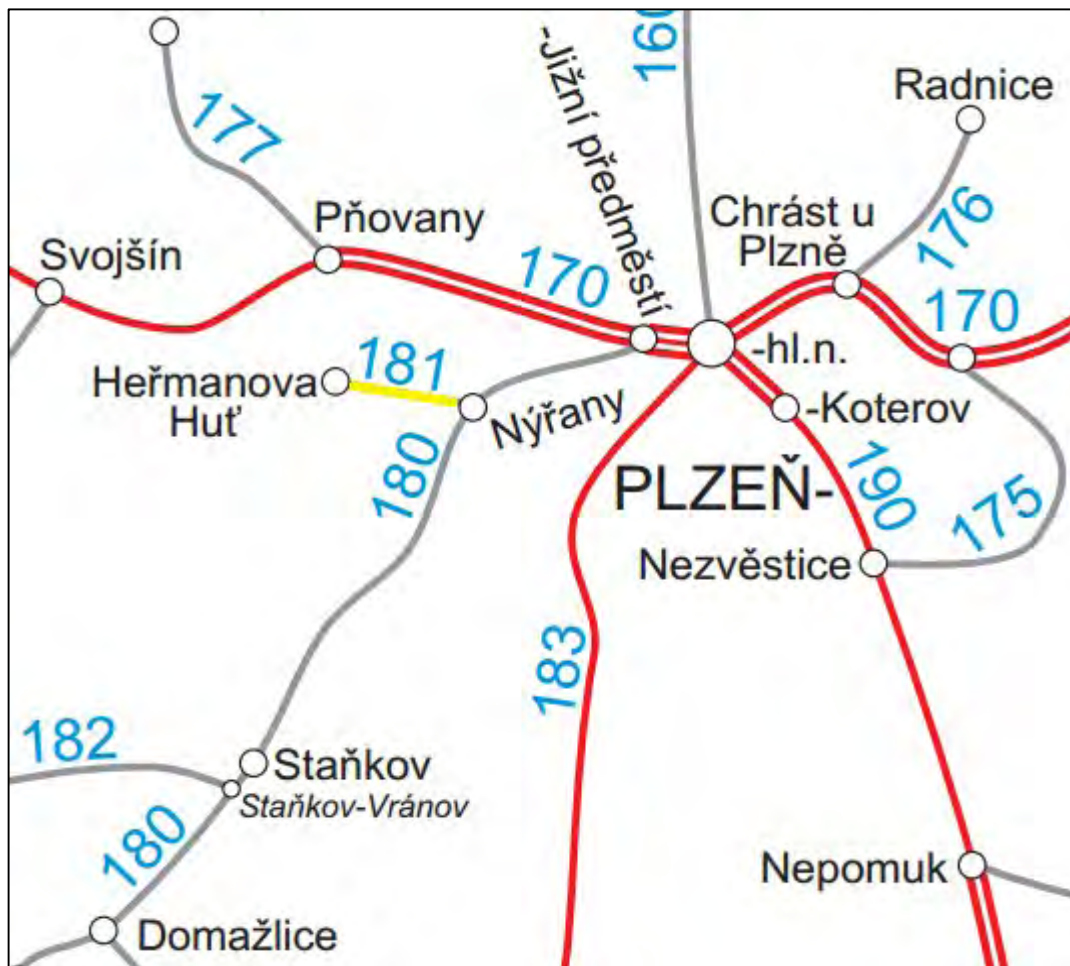 160
-Jižní předměstí
Radnice
177
Chrást u
Plzně
176
Pňovany
Svojšín
170
170
-hl.n.
181
Heřmanova
Huť
Nýřany
-Koterov
180
PLZEŇ-
190
175
Nezvěstice
183
182
Staňkov
Staňkov-Vránov
180
Nepomuk
Domažlice